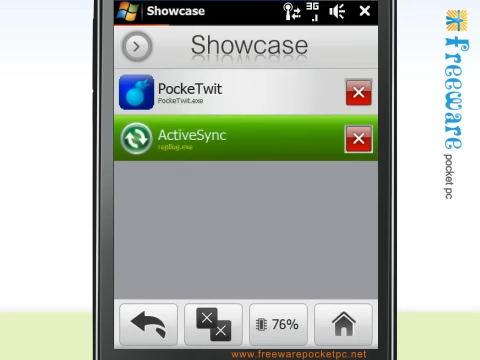 Showcase
3G
Showcase
PockeTwit
PockeTwit.exe
ActiveSync
repllog.exe
76%
www.freewarepocketpc.net
freeware
pocket pc